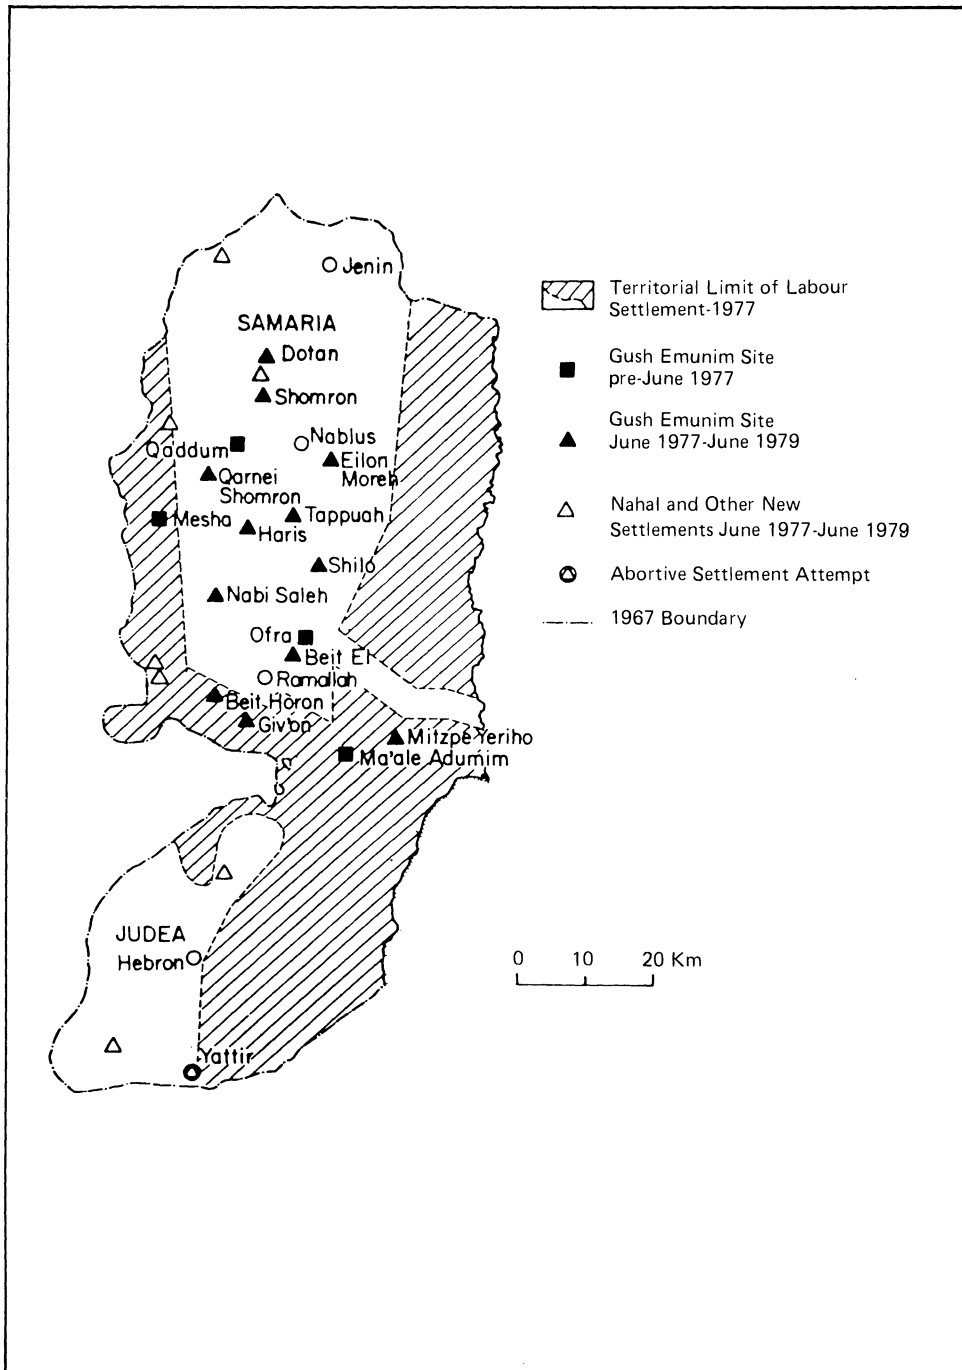 Jenin
SAMARIA
Dotan
Shomron
Nablus
Qaddum
Eilon
Moreh
Qarnei
Shomron
Mesha
Tappuah
Haris
Shilo
Nabi Saleh
Ofra
Beit El
Ramallah
Beit Horon
Giv'on
Mitzpe Yeriho
Ma'ale Adumim
JUDEA
Hebron
Yattir
Territorial Limit of Labour
Settlement-1977
Gush Emunim Site
pre-June 1977
Gush Emunim Site
June 1977-June 1979
Nahal and Other New
Settlements June 1977-June 1979
Abortive Settlement Attempt
1967 Boundary
0 10 20 Km